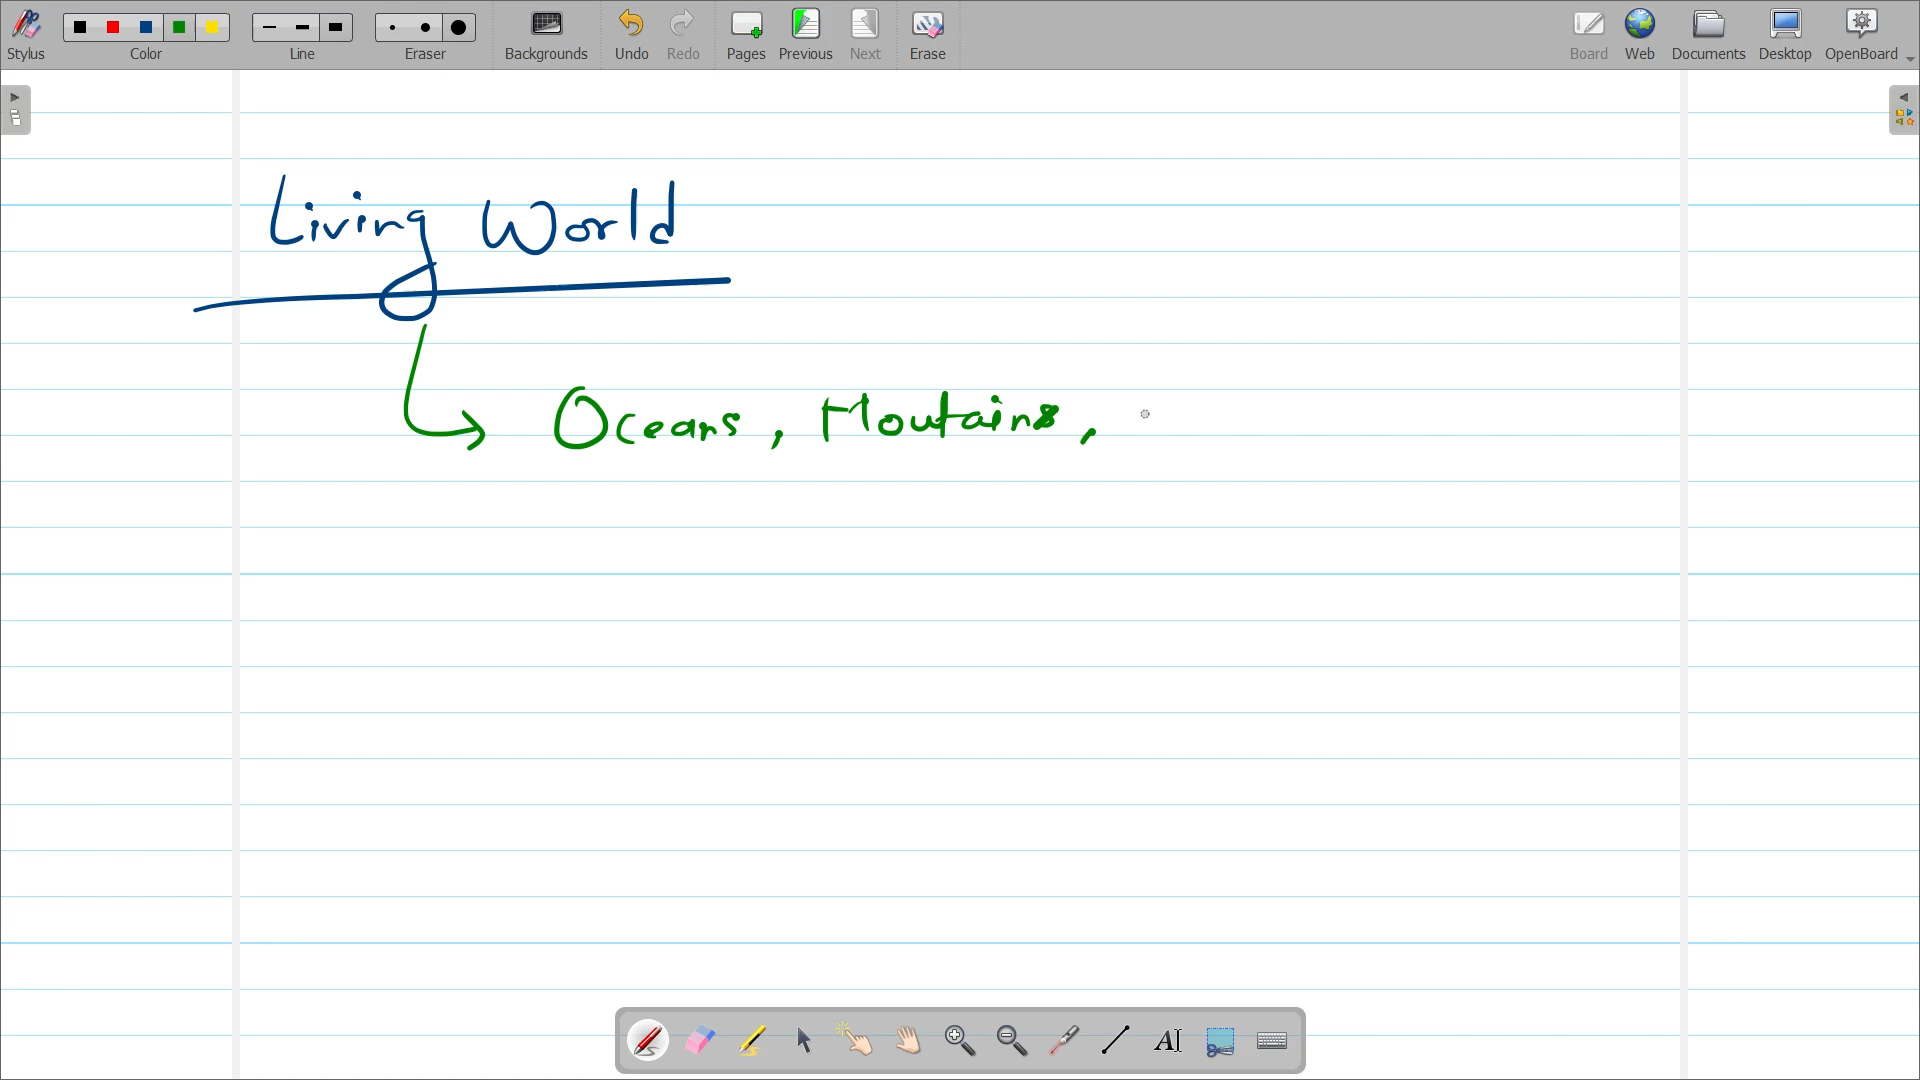 Stylus Color Line Eraser Backgrounds Undo Redo Pages Previous Next Erase Board Web Documents Desktop OpenBoard
Living World
Oceans, Moutains,